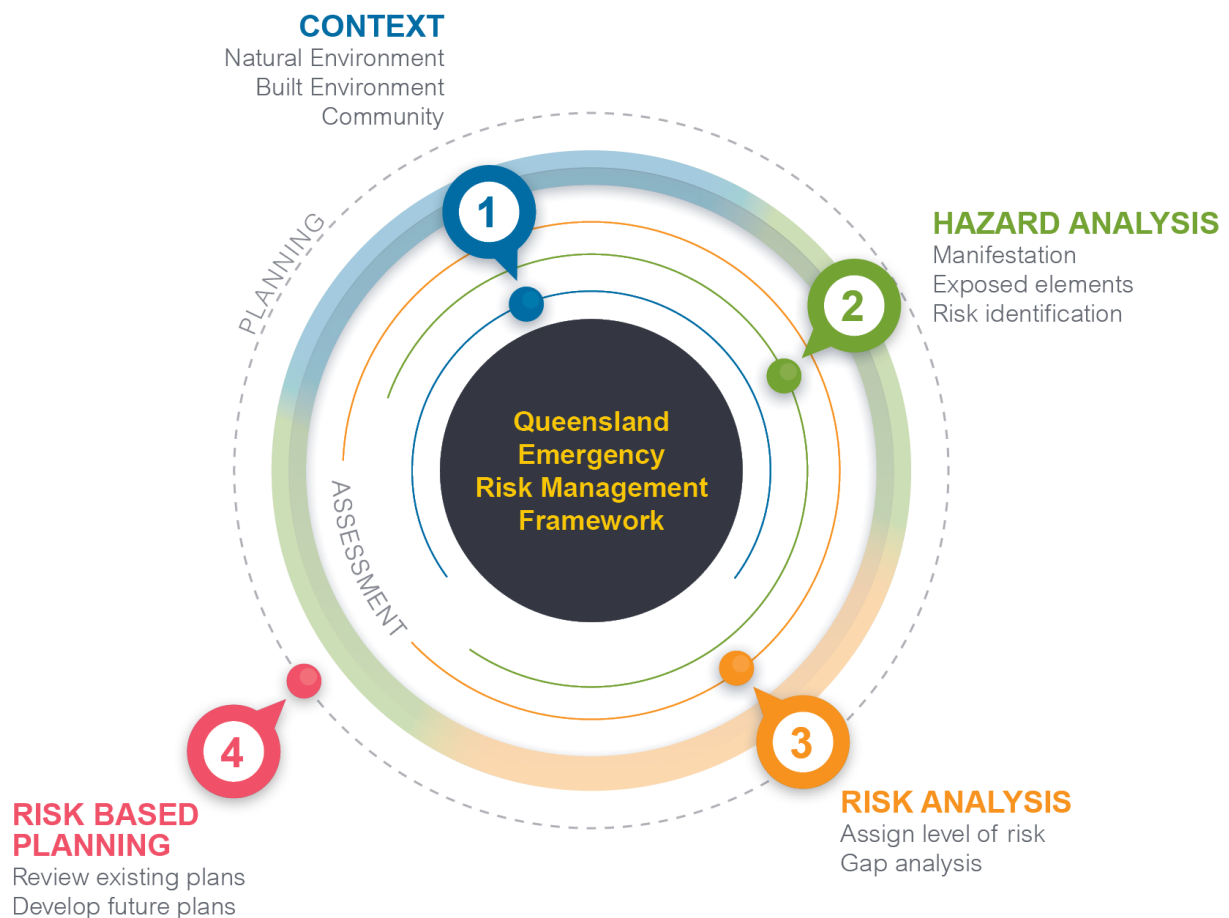 CONTEXT
Natural Environment
Built Environment
Community
1
PLANNING
HAZARD ANALYSIS
Manifestation
Exposed elements
Risk identification
2
Queensland
Emergency
Risk Management
Framework
ASSESSMENT
4
RISK BASED
PLANNING
Review existing plans
Develop future plans
3
RISK ANALYSIS
Assign level of risk
Gap analysis